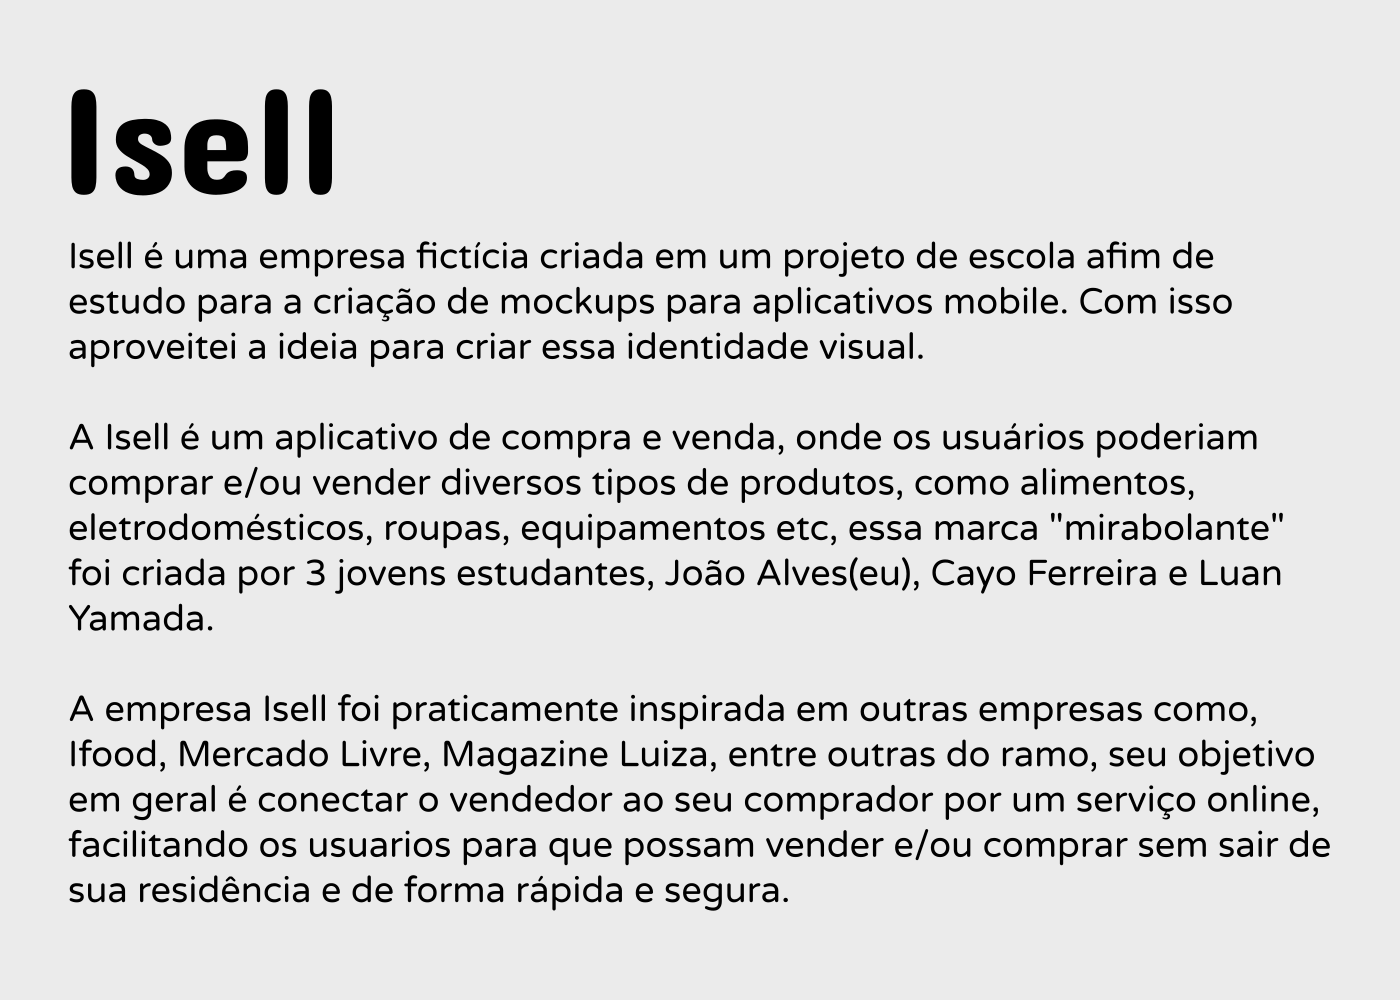 Isell
Isell é uma empresa fictícia criada em um projeto de escola afim de
estudo para a criação de mockups para aplicativos mobile. Com isso
aproveitei a ideia para criar essa identidade visual.
A Isell é um aplicativo de compra e venda, onde os usuários poderiam
comprar e/ou vender diversos tipos de produtos, como alimentos,
eletrodomésticos, roupas, equipamentos etc, essa marca "mirabolante"
foi criada por 3 jovens estudantes, João Alves(eu), Cayo Ferreira e Luan
Yamada.
A empresa Isell foi praticamente inspirada em outras empresas como,
Ifood, Mercado Livre, Magazine Luiza, entre outras do ramo, seu objetivo
em geral é conectar o vendedor ao seu comprador por um serviço online,
facilitando os usuarios para que possam vender e/ou comprar sem sair de
sua residência e de forma rápida e segura.